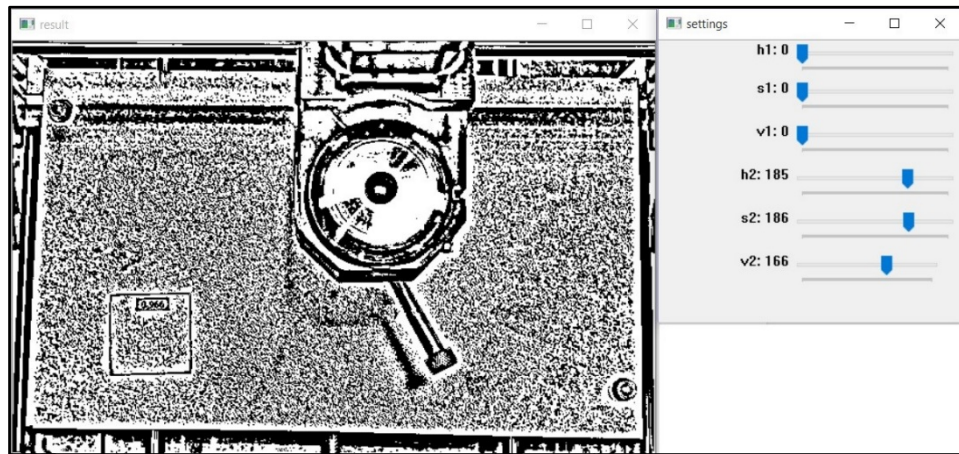 result
settings
h1: 0
s1: 0
v1: 0
h2: 185
s2: 186
v2: 166
0.966